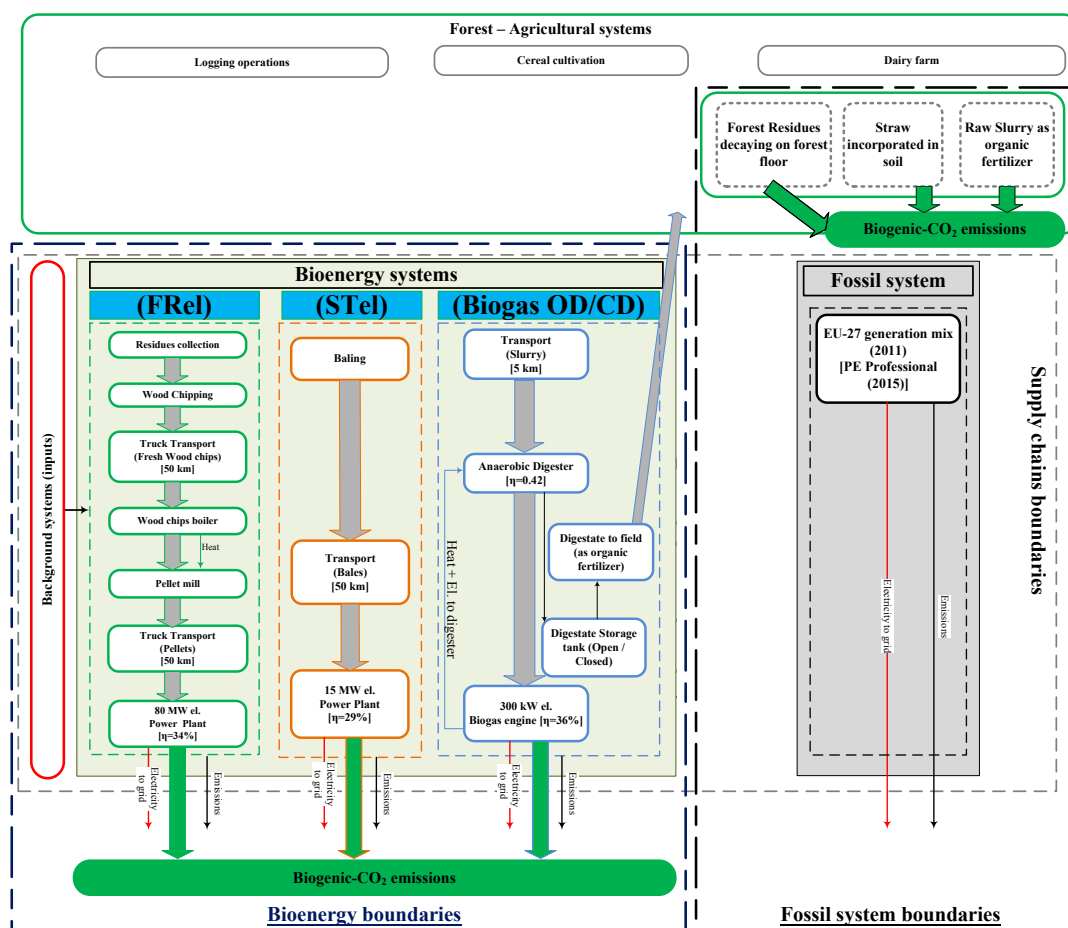 Forest – Agricultural systems
Logging operations
Cereal cultivation
Dairy farm
Forest Residues
decaying on forest
floor
Straw
incorporated in
soil
Raw Slurry as
organic
fertilizer
Biogenic-CO₂ emissions
Background systems (inputs)
Bioenergy systems
(FRel)
Residues collection
Wood Chipping
Truck Transport
(Fresh Wood chips)
[50 km]
Wood chips boiler
Heat
Pellet mill
Truck Transport
(Pellets)
[50 km]
80 MW el.
Power Plant
[η=34%]
Electricity
to grid
Emissions
(STel)
Baling
Transport
(Bales)
[50 km]
15 MW el.
Power Plant
[η=29%]
Electricity
to grid
Emissions
(Biogas OD/CD)
Transport
(Slurry)
[5 km]
Anaerobic Digester
[η=0.42]
Heat + El. to
digester
Digestate to field
(as organic
fertilizer)
Digestate Storage
tank (Open /
Closed)
300 kW el.
Biogas engine [η=36%]
Electricity
to grid
Emissions
Biogenic-CO₂ emissions
Bioenergy boundaries
Fossil system
EU-27 generation mix
(2011)
[PE Professional
(2015)]
Electricity to grid
Emissions
Supply chains boundaries
Fossil system boundaries